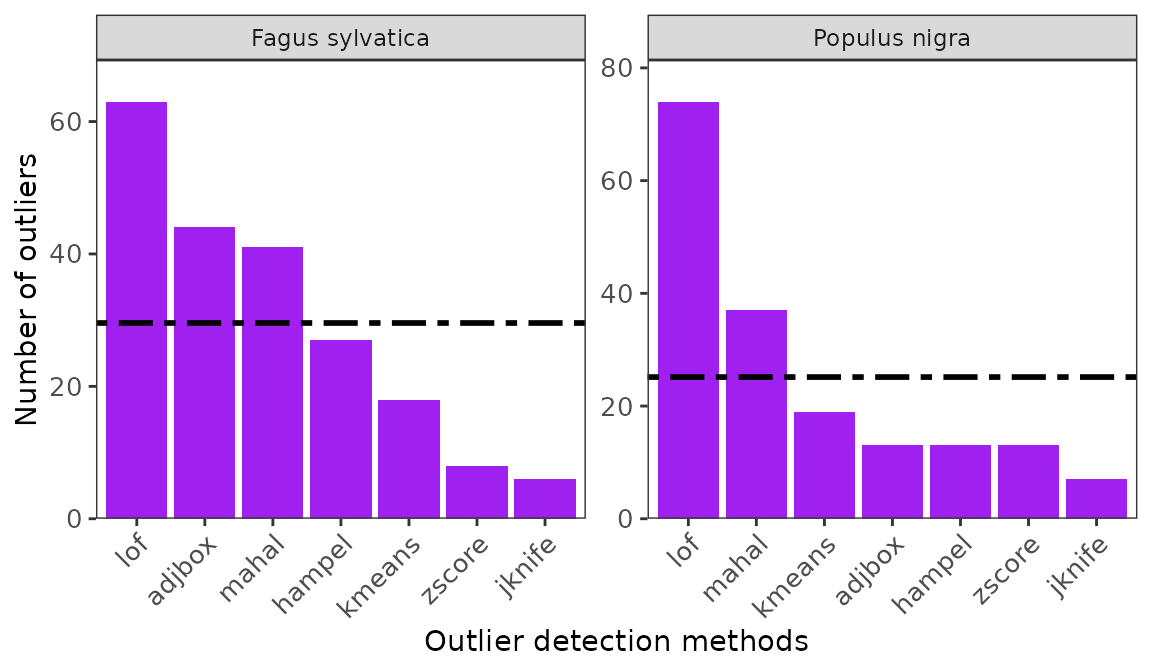 Fagus sylvatica
Populus nigra
Number of outliers
60
40
20
0
80
60
40
20
0
lof
adjbox
mahal
hampel
kmeans
zscore
jknife
lof
mahal
kmeans
adjbox
hampel
zscore
jknife
Outlier detection methods